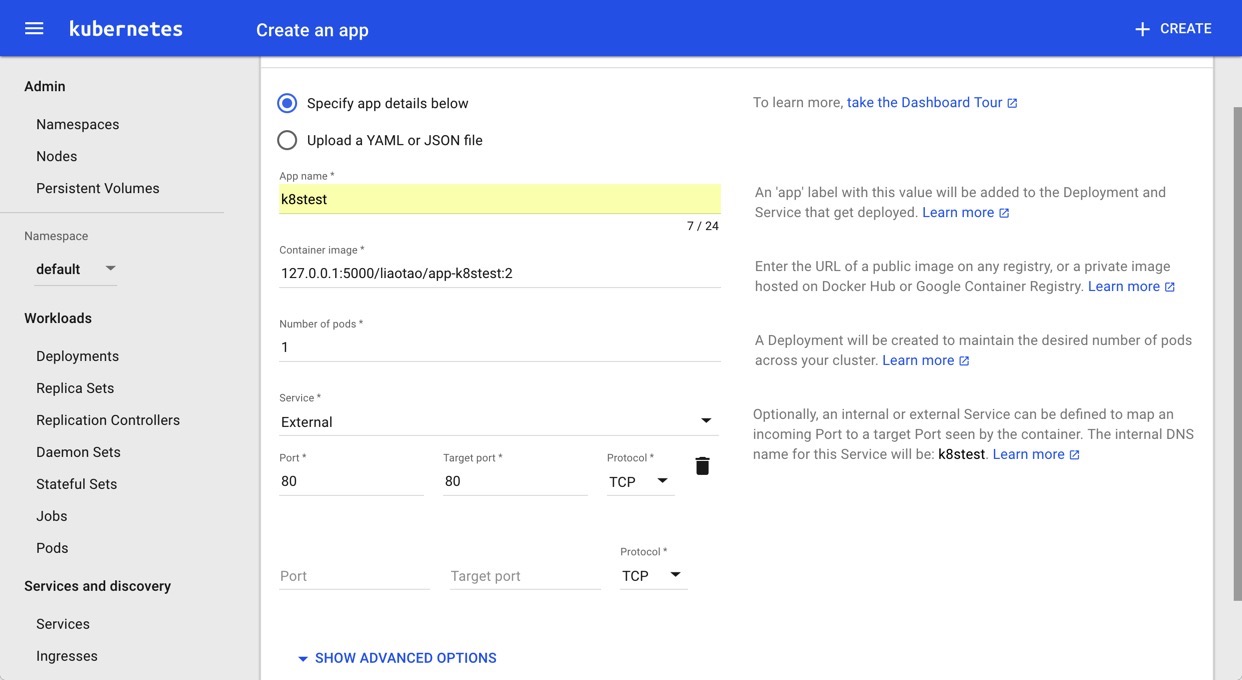 kubernetes
Create an app
CREATE
Admin
Namespaces
Nodes
Persistent Volumes
Namespace
default
Workloads
Deployments
Replica Sets
Replication Controllers
Daemon Sets
Stateful Sets
Jobs
Pods
Services and discovery
Services
Ingresses
Specify app details below
Upload a YAML or JSON file
To learn more, take the Dashboard Tour
App name *
k8stest
7 / 24
An 'app' label with this value will be added to the Deployment and
Service that get deployed. Learn more
Container image *
127.0.0.1:5000/liaotao/app-k8stest:2
Enter the URL of a public image on any registry, or a private image
hosted on Docker Hub or Google Container Registry. Learn more
Number of pods *
1
A Deployment will be created to maintain the desired number of pods
across your cluster. Learn more
Service *
External
Optionally, an internal or external Service can be defined to map an
incoming Port to a target Port seen by the container. The internal DNS
name for this Service will be: k8stest. Learn more
Port * Target port * Protocol *
80 80 TCP
Protocol *
Port Target port TCP
SHOW ADVANCED OPTIONS